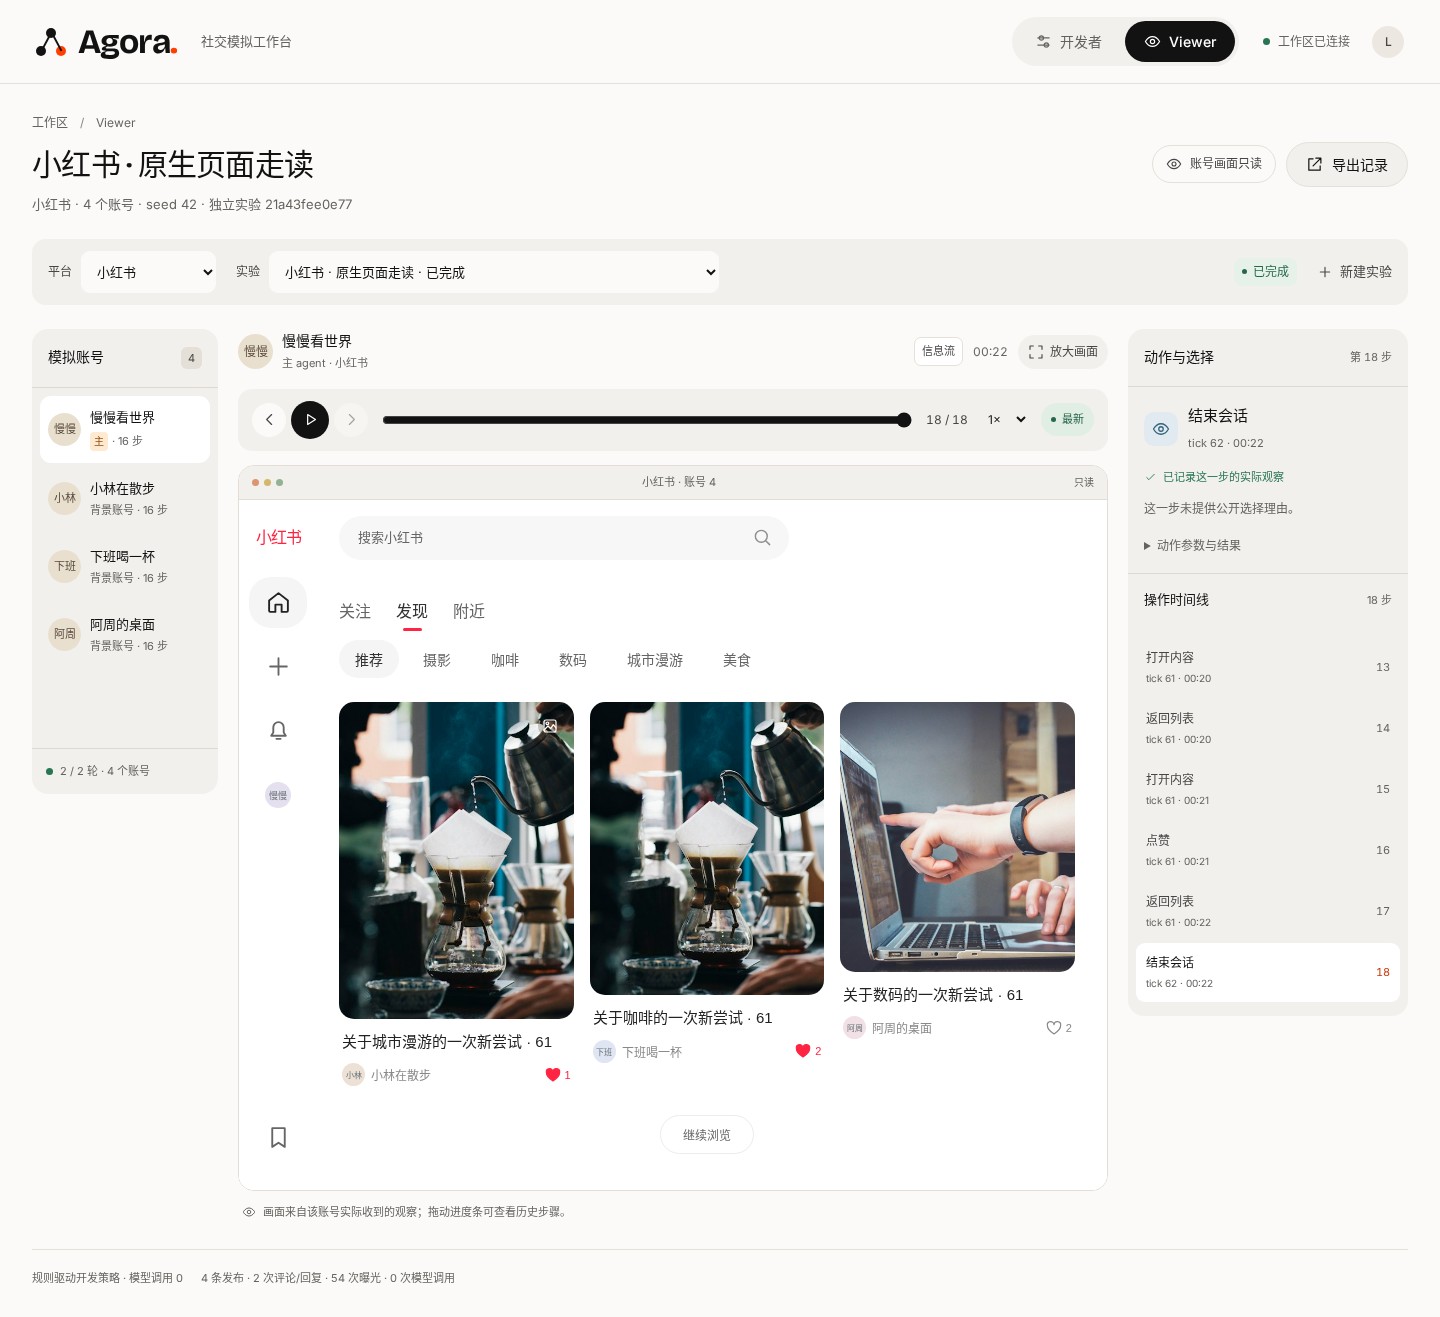 Agora.
社交模拟工作台
开发者
Viewer
工作区已连接
L
工作区 / Viewer
小红书 · 原生页面走读
小红书 · 4 个账号 · seed 42 · 独立实验 21a43fee0e77
账号画面只读
导出记录
平台
小红书
实验
小红书 · 原生页面走读 · 已完成
已完成
新建实验
模拟账号
4
慢慢
慢慢看世界
主 · 16 步
小林
小林在散步
背景账号 · 16 步
下班
下班喝一杯
背景账号 · 16 步
阿周
阿周的桌面
背景账号 · 16 步
2 / 2 轮 · 4 个账号
慢慢
慢慢看世界
主 agent · 小红书
信息流
00:22
放大画面
18 / 18
1×
最新
小红书 · 账号 4
只读
小红书
搜索小红书
关注
发现
附近
推荐
摄影
咖啡
数码
城市漫游
美食
慢慢
关于城市漫游的一次新尝试 · 61
小林
小林在散步
1
关于咖啡的一次新尝试 · 61
下班
下班喝一杯
2
关于数码的一次新尝试 · 61
阿周
阿周的桌面
2
继续浏览
画面来自该账号实际收到的观察；拖动进度条可查看历史步骤。
动作与选择
第 18 步
结束会话
tick 62 · 00:22
已记录这一步的实际观察
这一步未提供公开选择理由。
动作参数与结果
操作时间线
18 步
打开内容
tick 61 · 00:20
13
返回列表
tick 61 · 00:20
14
打开内容
tick 61 · 00:21
15
点赞
tick 61 · 00:21
16
返回列表
tick 61 · 00:22
17
结束会话
tick 62 · 00:22
18
规则驱动开发策略 · 模型调用 0
4 条发布 · 2 次评论/回复 · 54 次曝光 · 0 次模型调用